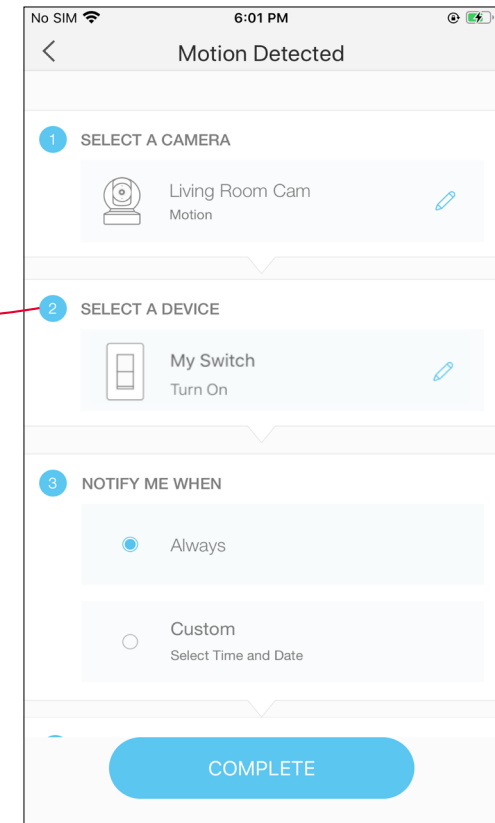 No SIM 6:01 PM
Motion Detected
1 SELECT A CAMERA
Living Room Cam
Motion
2 SELECT A DEVICE
My Switch
Turn On
3 NOTIFY ME WHEN
Always
Custom
Select Time and Date
COMPLETE